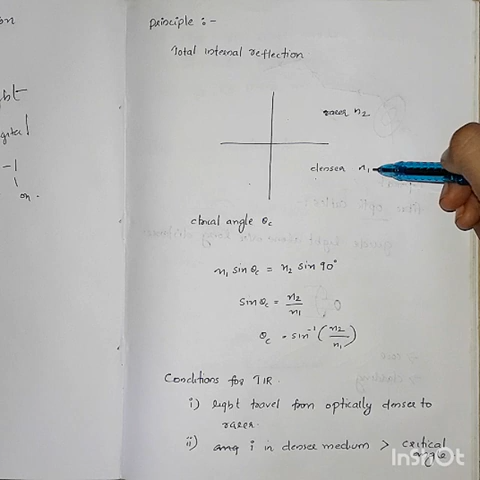 on
principle :-
Total internal reflection
rarer n2
denser n1
critical angle θc
n1 sin θc = n2 sin 90°
sin θc = n2/n1
θc = sin⁻¹ (n2/n1)
Conditions for TIR.
i) light travel from optically denser to
rarer.
ii) ang i in denser medium > critical
angle
InShOt